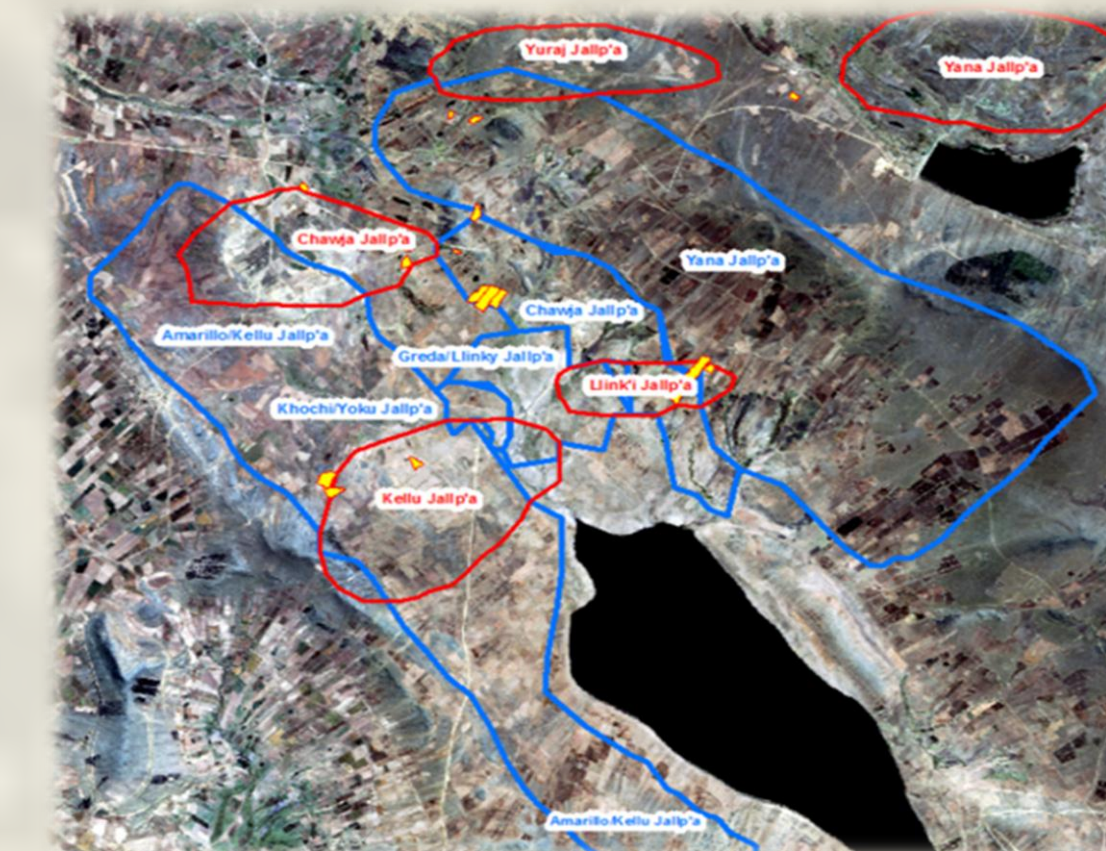 Yuraj Jallp'a
Yana Jallp'a
Chawja Jallp'a
Yana Jallp'a
Chawja Jallp'a
Amarillo/Kellu Jallp'a
Greda/Llinky Jallp'a
Llink'i Jallp'a
Khochi/Yoku Jallp'a
Kellu Jallp'a
Amarillo/Kellu Jallp'a